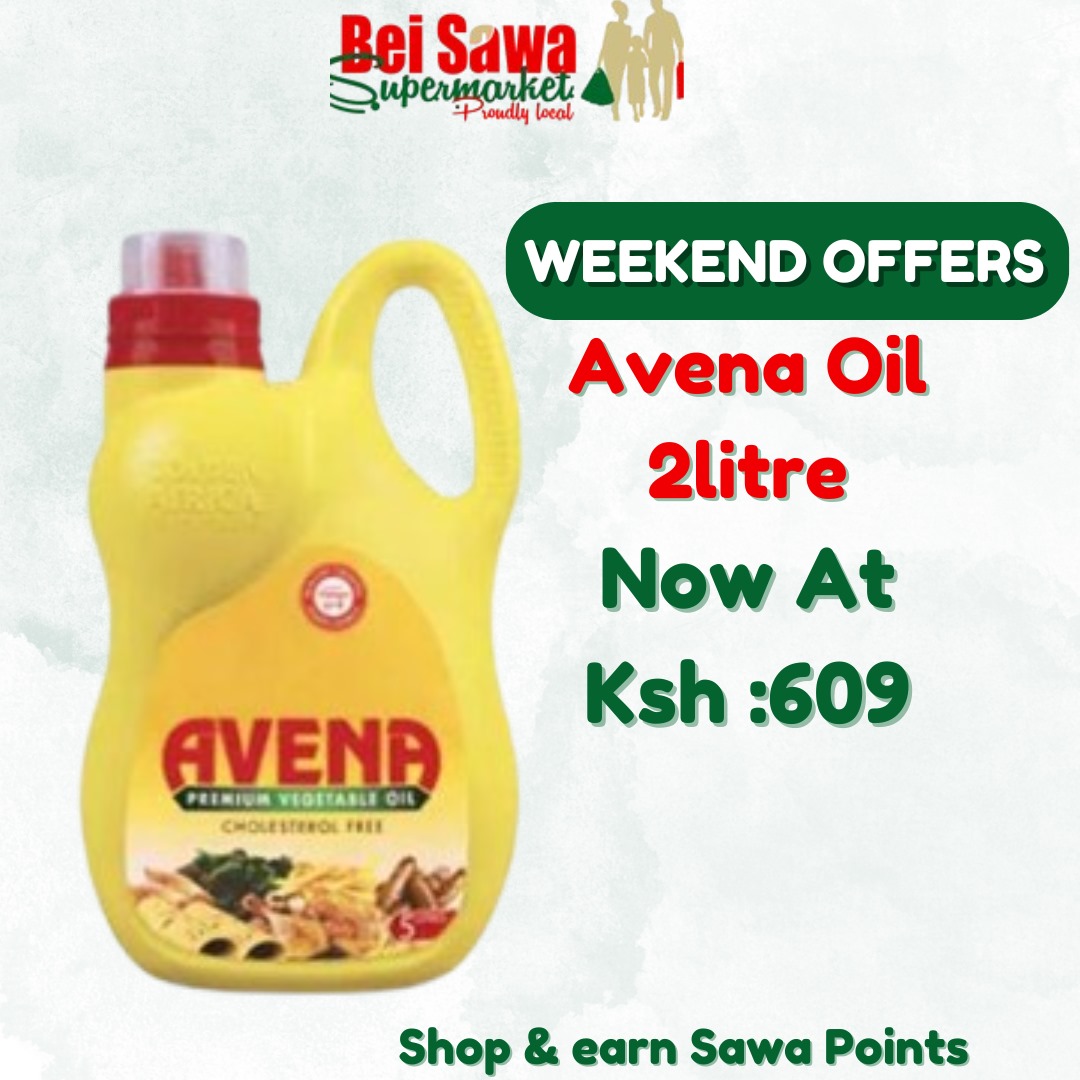 Bei Sawa
Supermarket
Proudly local
WEEKEND OFFERS
Avena Oil
2litre
Now At
Ksh :609
AVENA
PREMIUM VEGETABLE OIL
CHOLESTEROL FREE
5
Shop & earn Sawa Points